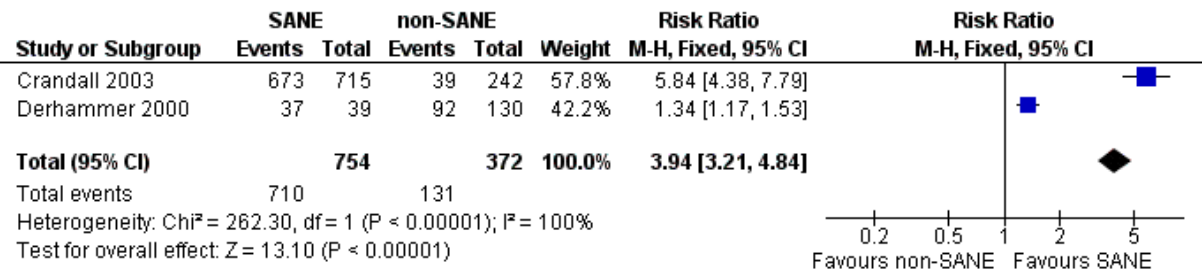 SANE non-SANE Risk Ratio Risk Ratio
Study or Subgroup Events Total Events Total Weight M-H, Fixed, 95% CI M-H, Fixed, 95% CI
Crandall 2003 673 715 39 242 57.8% 5.84 [4.38, 7.79]
Derhammer 2000 37 39 92 130 42.2% 1.34 [1.17, 1.53]
Total (95% CI) 754 372 100.0% 3.94 [3.21, 4.84]
Total events 710 131
Heterogeneity: Chi² = 262.30, df = 1 (P < 0.00001); I² = 100%
Test for overall effect: Z = 13.10 (P < 0.00001)
0.2 0.5 1 2 5
Favours non-SANE Favours SANE